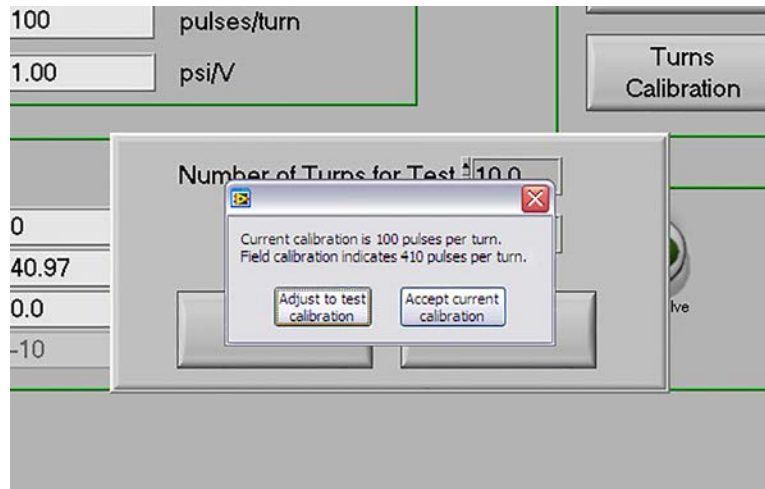 100
pulses/turn
1.00
psi/V
Turns
Calibration
Number of Turns for Test
10.0
Current calibration is 100 pulses per turn.
Field calibration indicates 410 pulses per turn.
Adjust to test
calibration
Accept current
calibration
0
40.97
0.0
-10